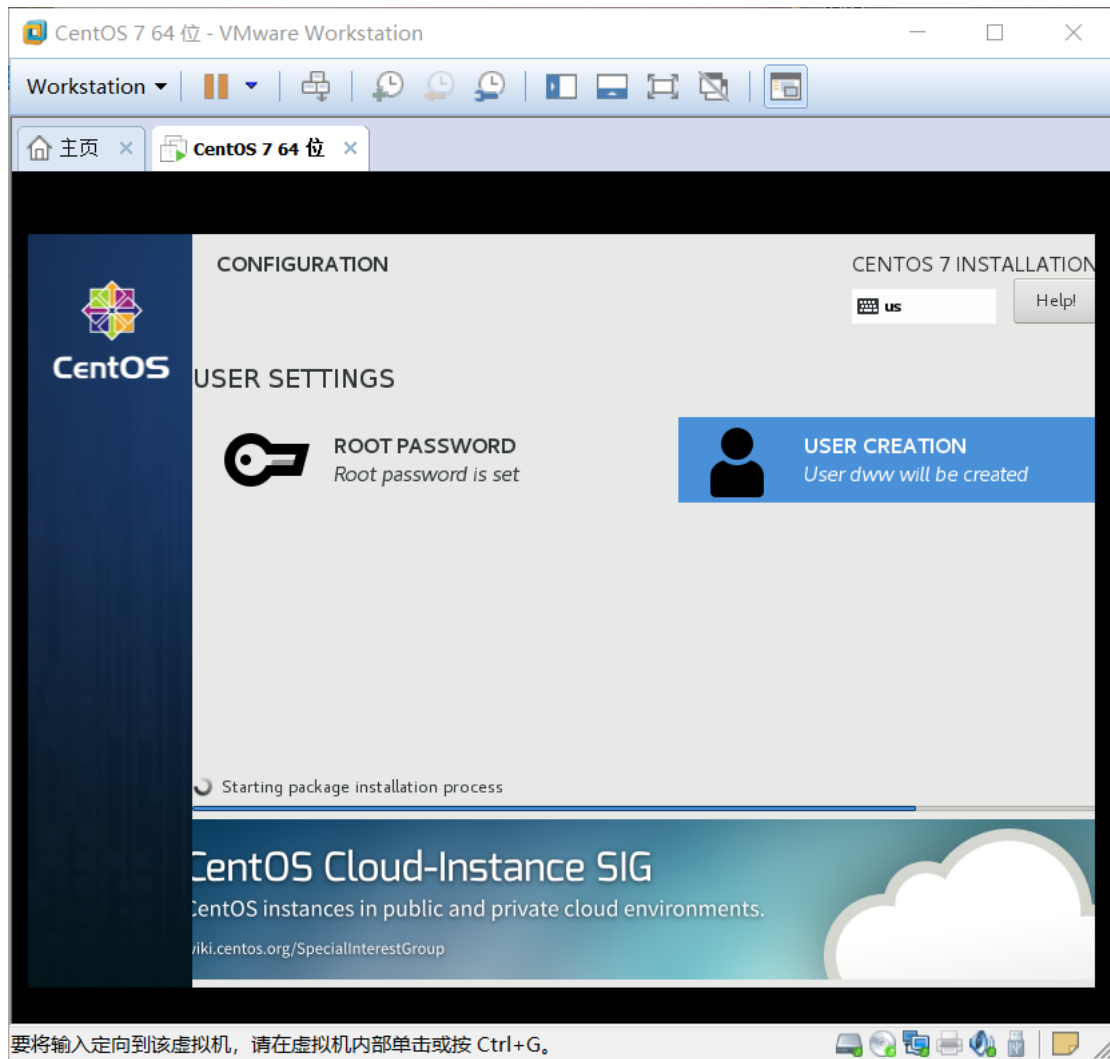 CentOS 7 64 位 - VMware Workstation
Workstation
主页
CentOS 7 64 位
CONFIGURATION
CENTOS 7 INSTALLATION
us
Help!
CentOS
USER SETTINGS
ROOT PASSWORD
Root password is set
USER CREATION
User dww will be created
Starting package installation process
CentOS Cloud-Instance SIG
CentOS instances in public and private cloud environments.
wiki.centos.org/SpecialInterestGroup
要将输入定向到该虚拟机，请在虚拟机内部单击或按 Ctrl+G。